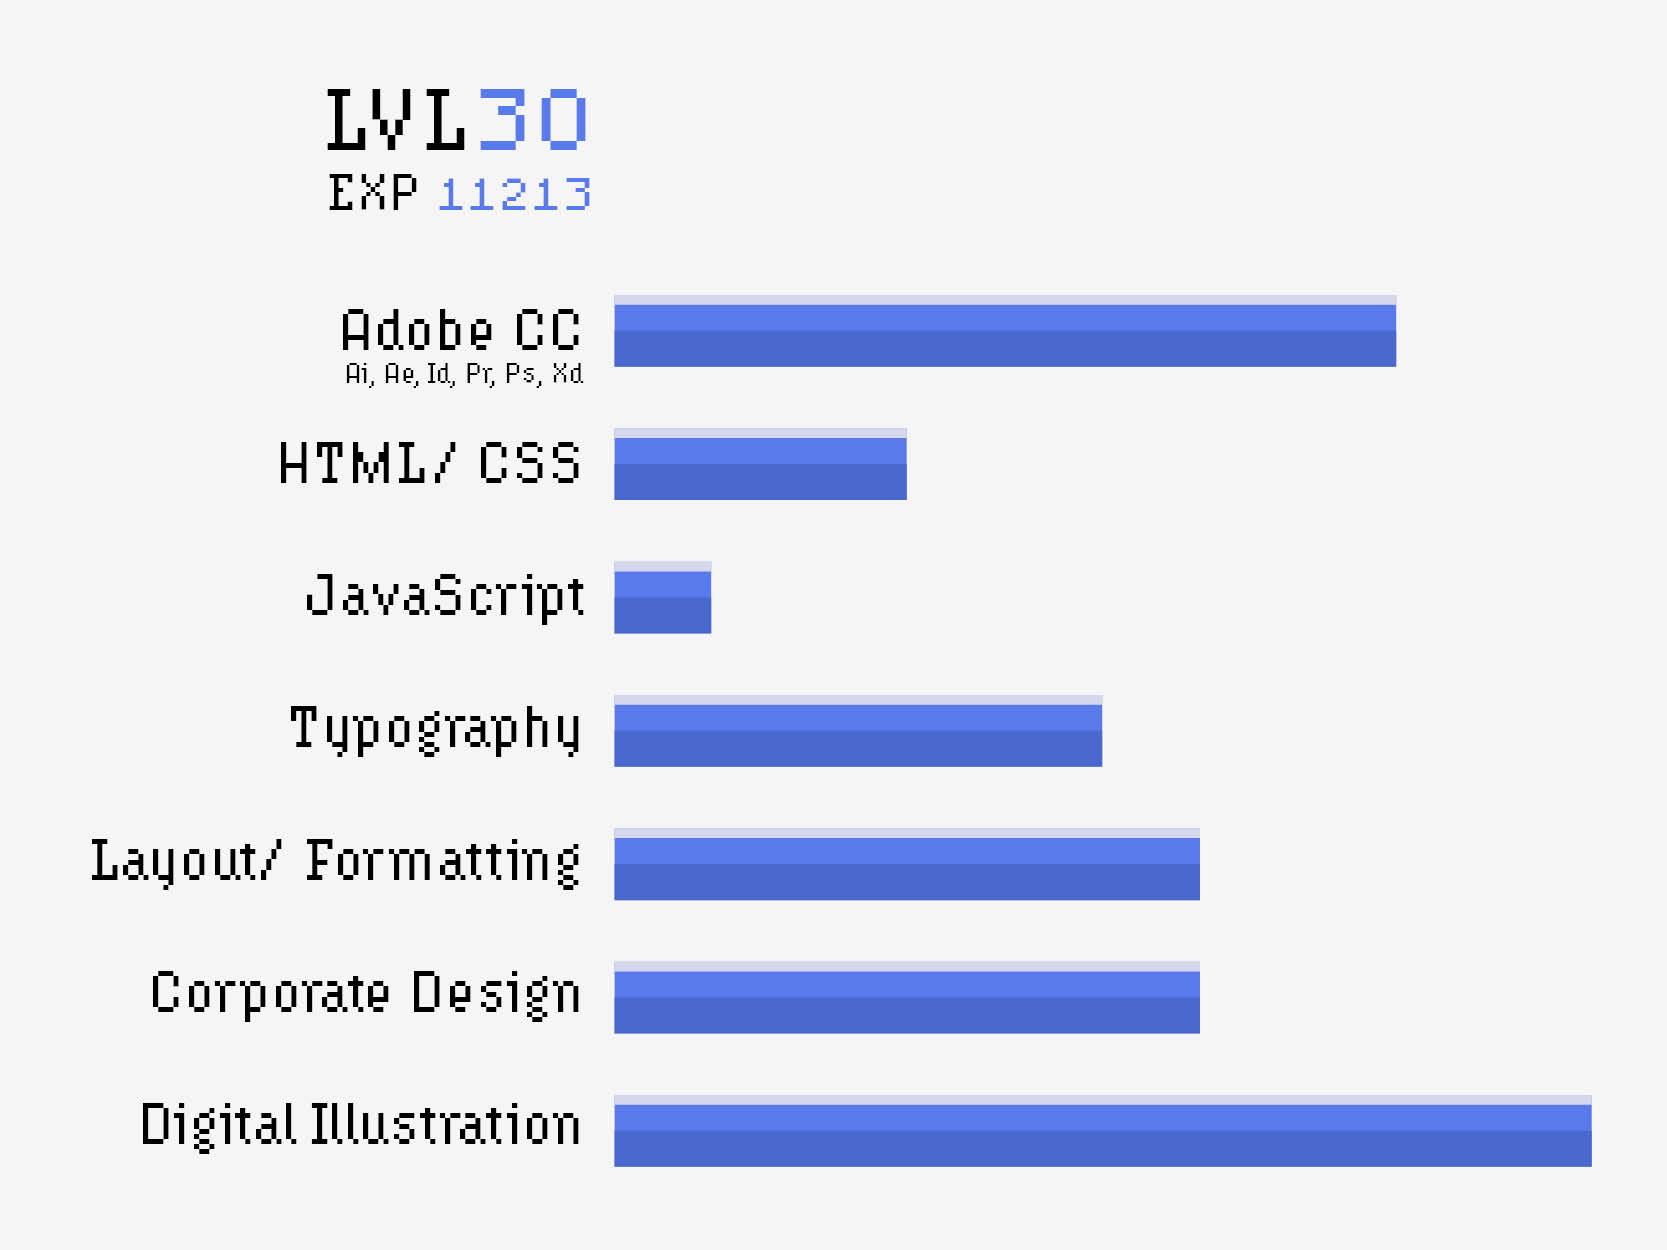 LVL30
EXP 11213
Adobe CC
Ai, Ae, Id, Pr, Ps, Xd
HTML/ CSS
JavaScript
Typography
Layout/ Formatting
Corporate Design
Digital Illustration